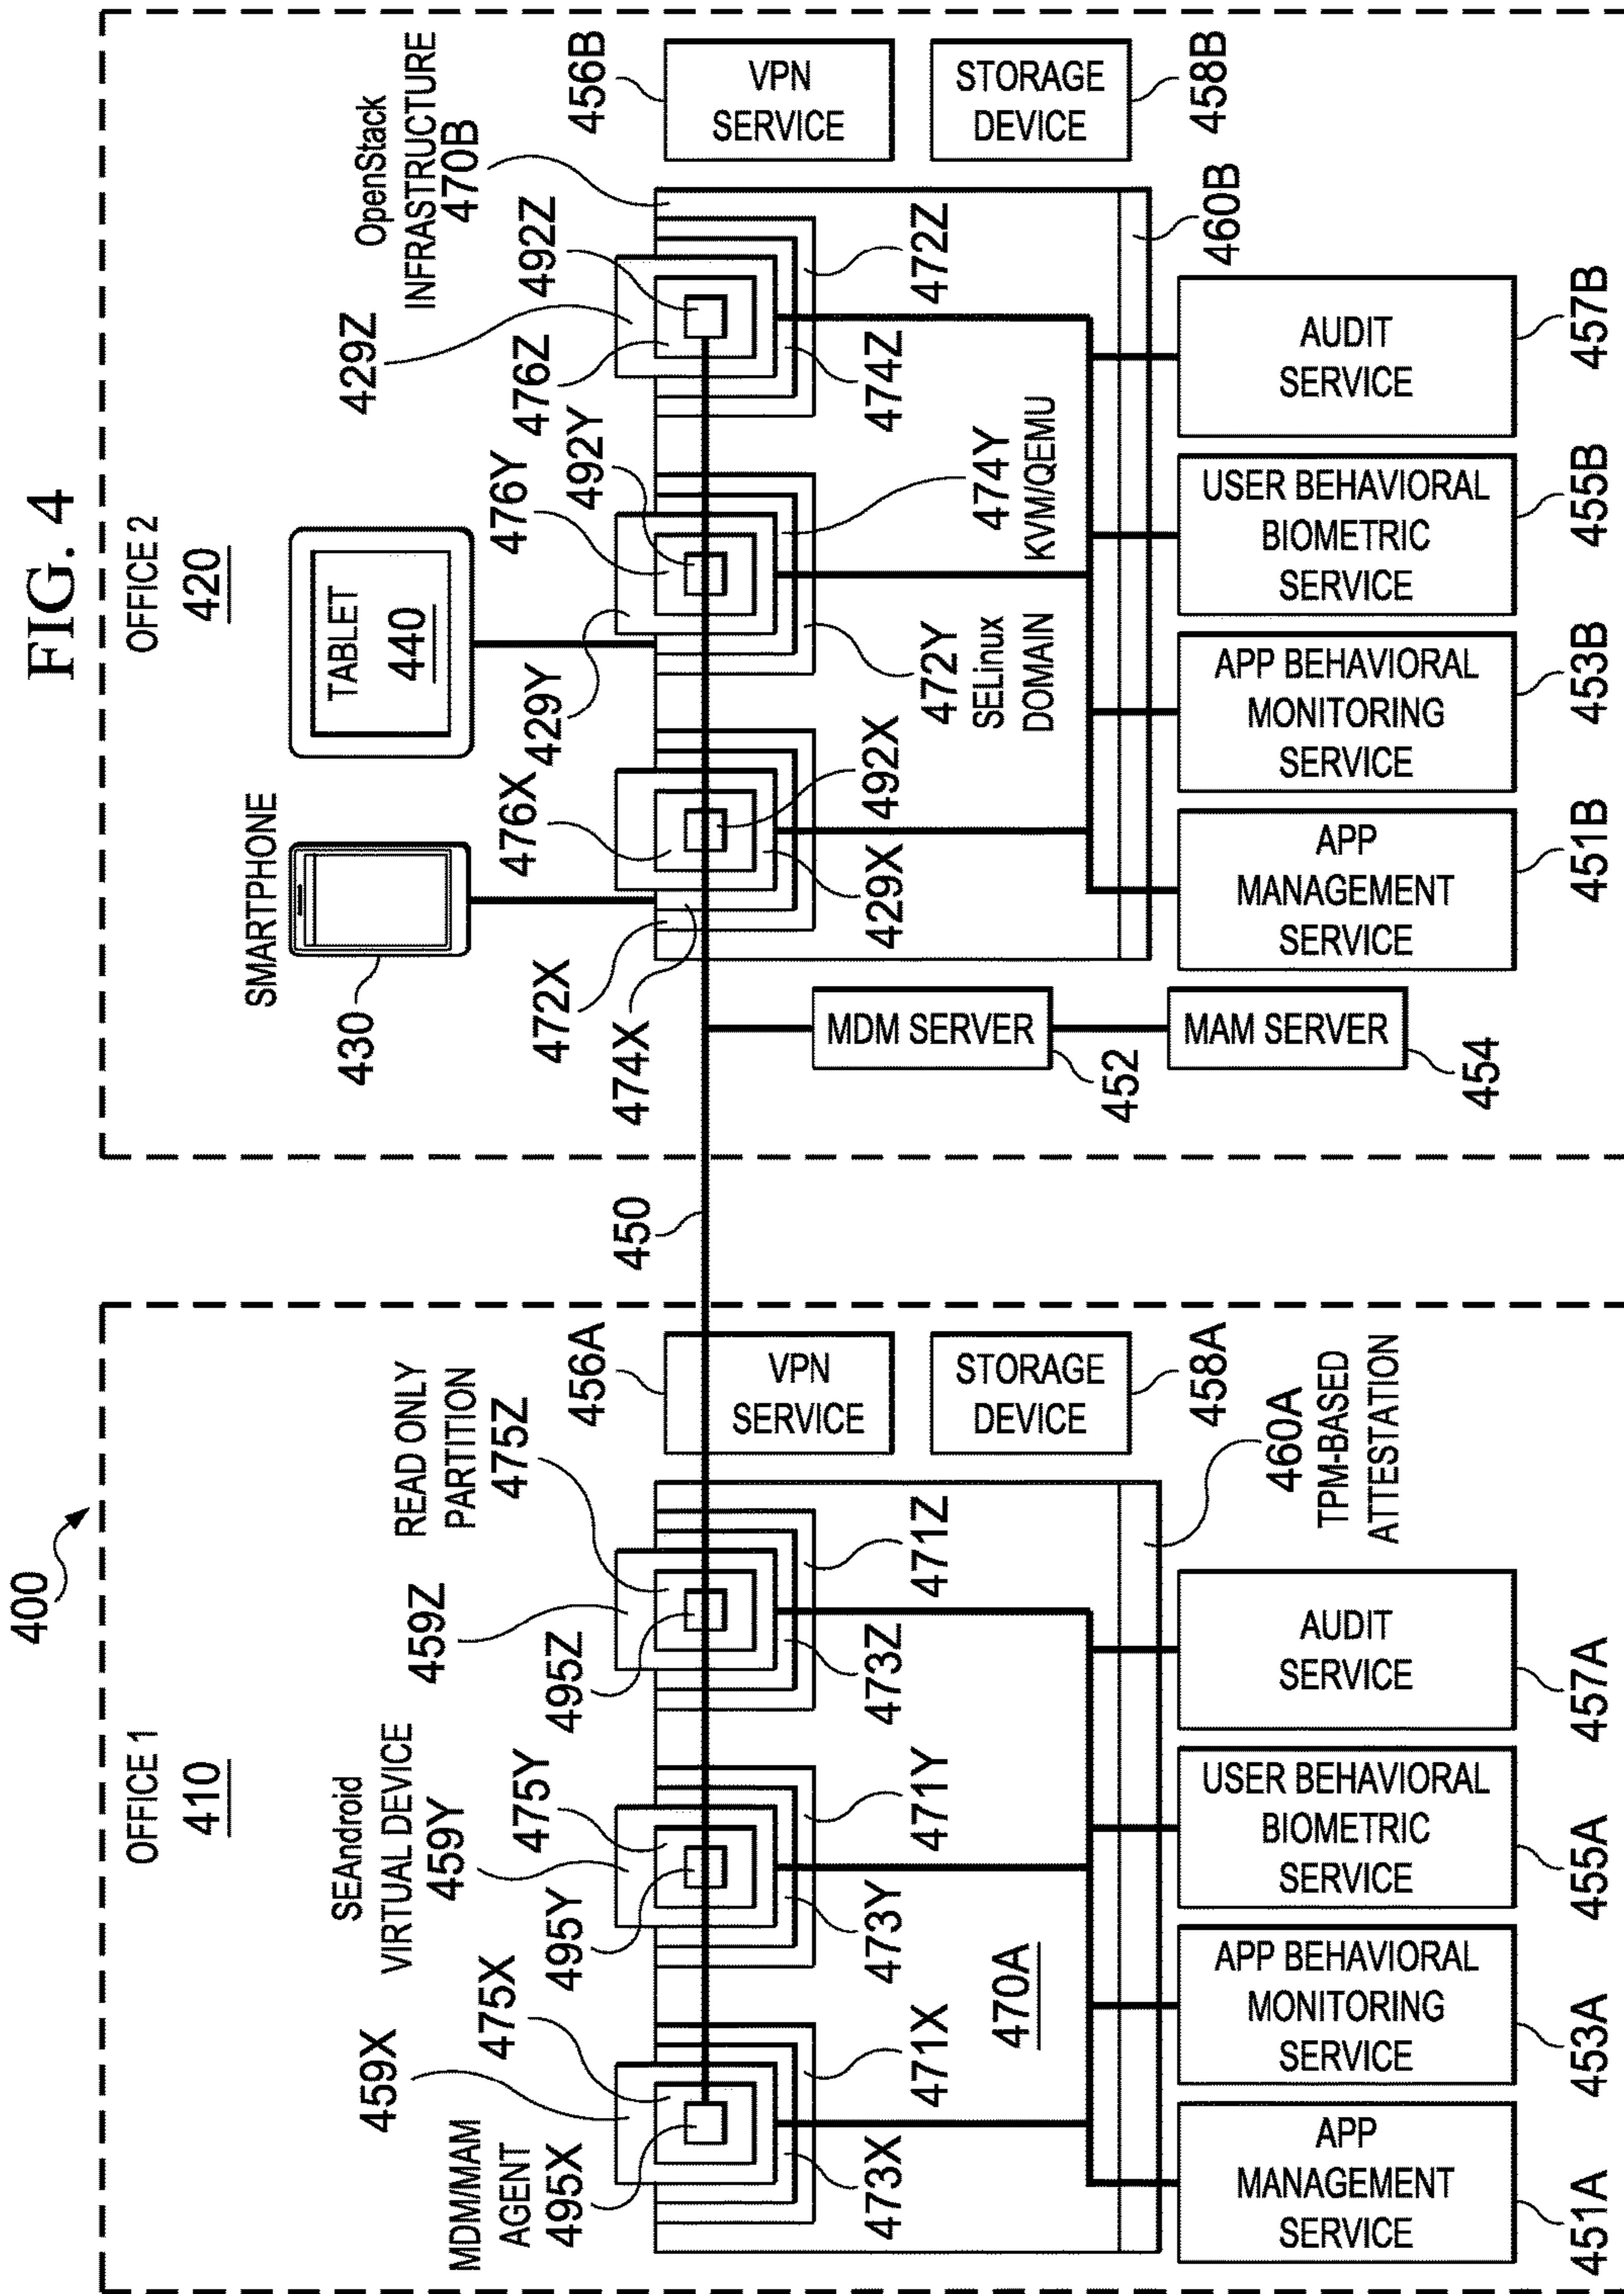 FIG. 4
400
OFFICE 1
410
MDM/MAM
AGENT
495X
459X
475X
SEAndroid
VIRTUAL DEVICE
459Y
475Y
495Y
459Z
495Z
READ ONLY
PARTITION
475Z
473X
471X
473Y
471Y
473Z
471Z
470A
456A
VPN
SERVICE
STORAGE
DEVICE
458A
460A
TPM-BASED
ATTESTATION
APP
MANAGEMENT
SERVICE
451A
APP BEHAVIORAL
MONITORING
SERVICE
453A
USER BEHAVIORAL
BIOMETRIC
SERVICE
455A
AUDIT
SERVICE
457A
450
OFFICE 2
420
SMARTPHONE
430
TABLET
440
472X
474X
476X
429X
492X
429Y
476Y
492Y
472Y
SELinux
DOMAIN
474Y
KVM/QEMU
429Z
476Z
492Z
474Z
472Z
OpenStack
INFRASTRUCTURE
470B
456B
VPN
SERVICE
STORAGE
DEVICE
458B
460B
MDM SERVER
452
MAM SERVER
454
APP
MANAGEMENT
SERVICE
451B
APP BEHAVIORAL
MONITORING
SERVICE
453B
USER BEHAVIORAL
BIOMETRIC
SERVICE
455B
AUDIT
SERVICE
457B